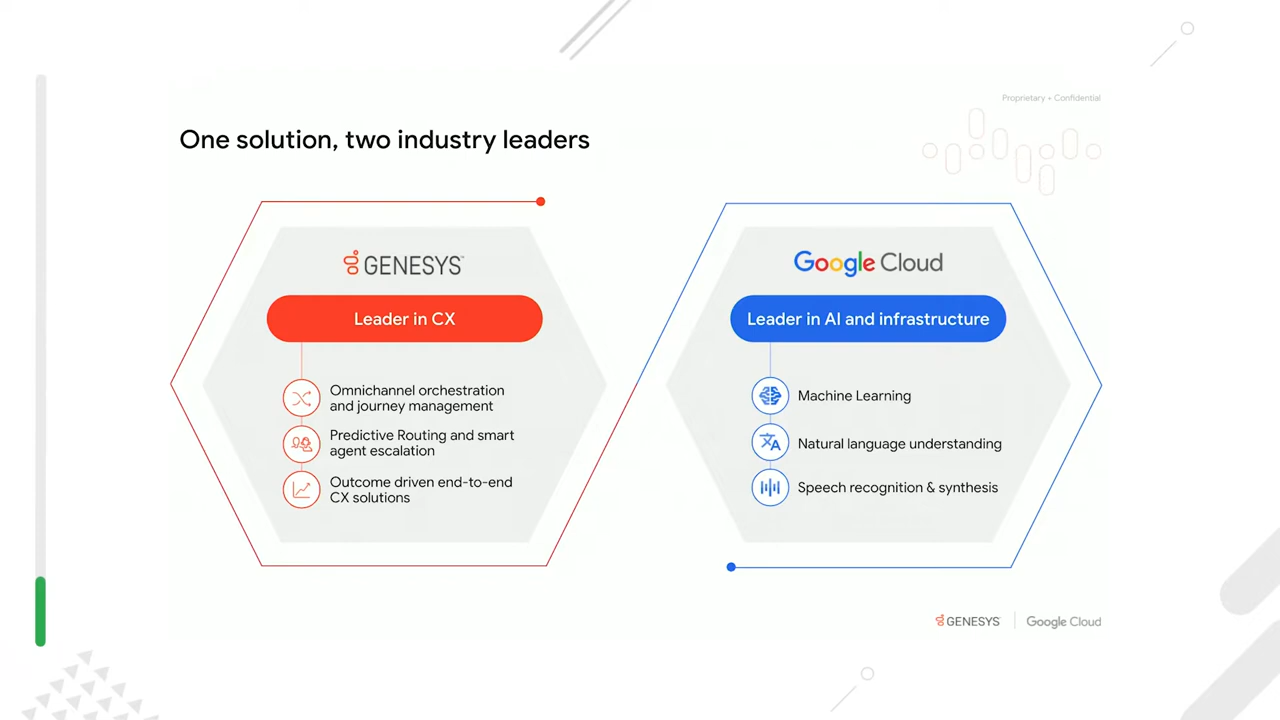 Proprietary + Confidential
One solution, two industry leaders
GENESYS™
Leader in CX
Omnichannel orchestration
and journey management
Predictive Routing and smart
agent escalation
Outcome driven end-to-end
CX solutions
Google Cloud
Leader in AI and infrastructure
Machine Learning
Natural language understanding
Speech recognition & synthesis
GENESYS
Google Cloud